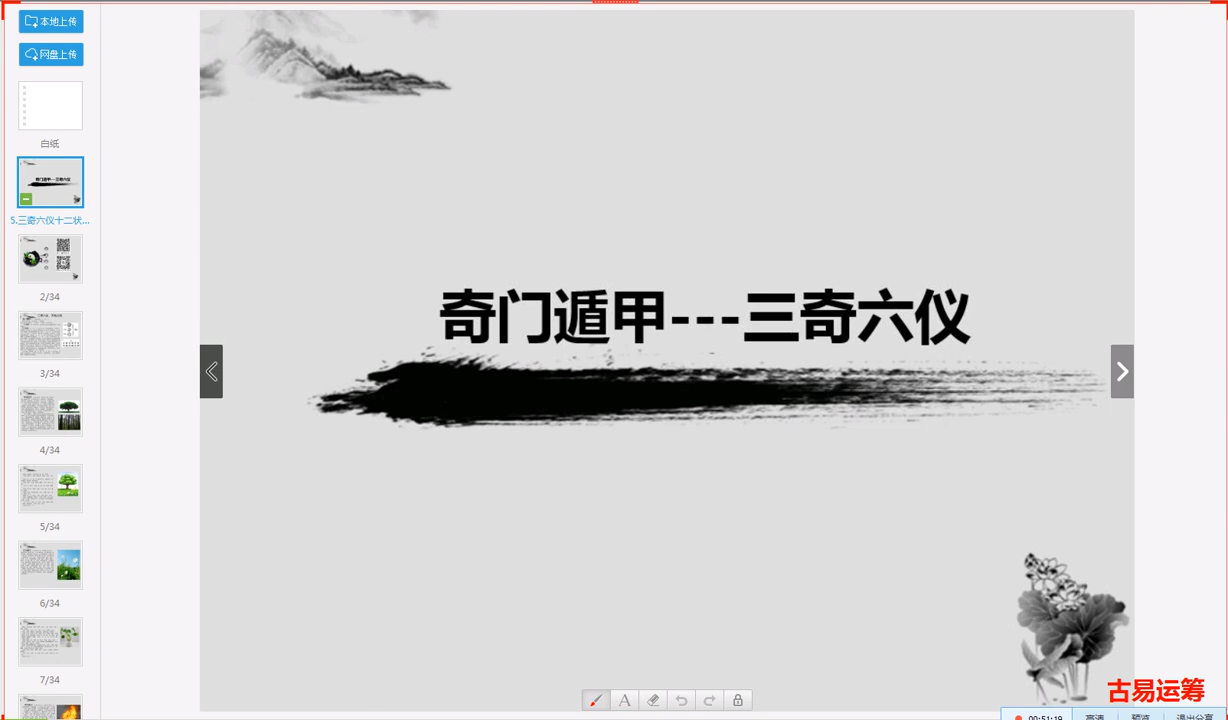 本地上传
网盘上传
白纸
5.三奇六仪十二状...
2/34
3/34
4/34
5/34
6/34
7/34
奇门遁甲---三奇六仪
A
古易运筹
00:51:19
高清
预览
退出分享